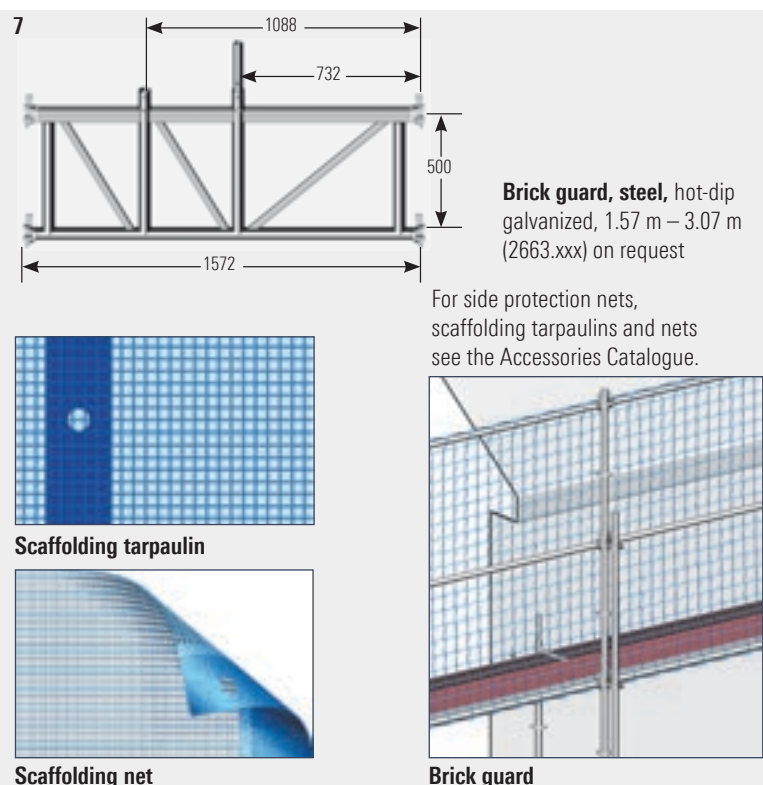 7
1088
732
500
1572
Brick guard, steel, hot-dip
galvanized, 1.57 m – 3.07 m
(2663.xxx) on request
For side protection nets,
scaffolding tarpaulins and nets
see the Accessories Catalogue.
Scaffolding tarpaulin
Scaffolding net
Brick guard